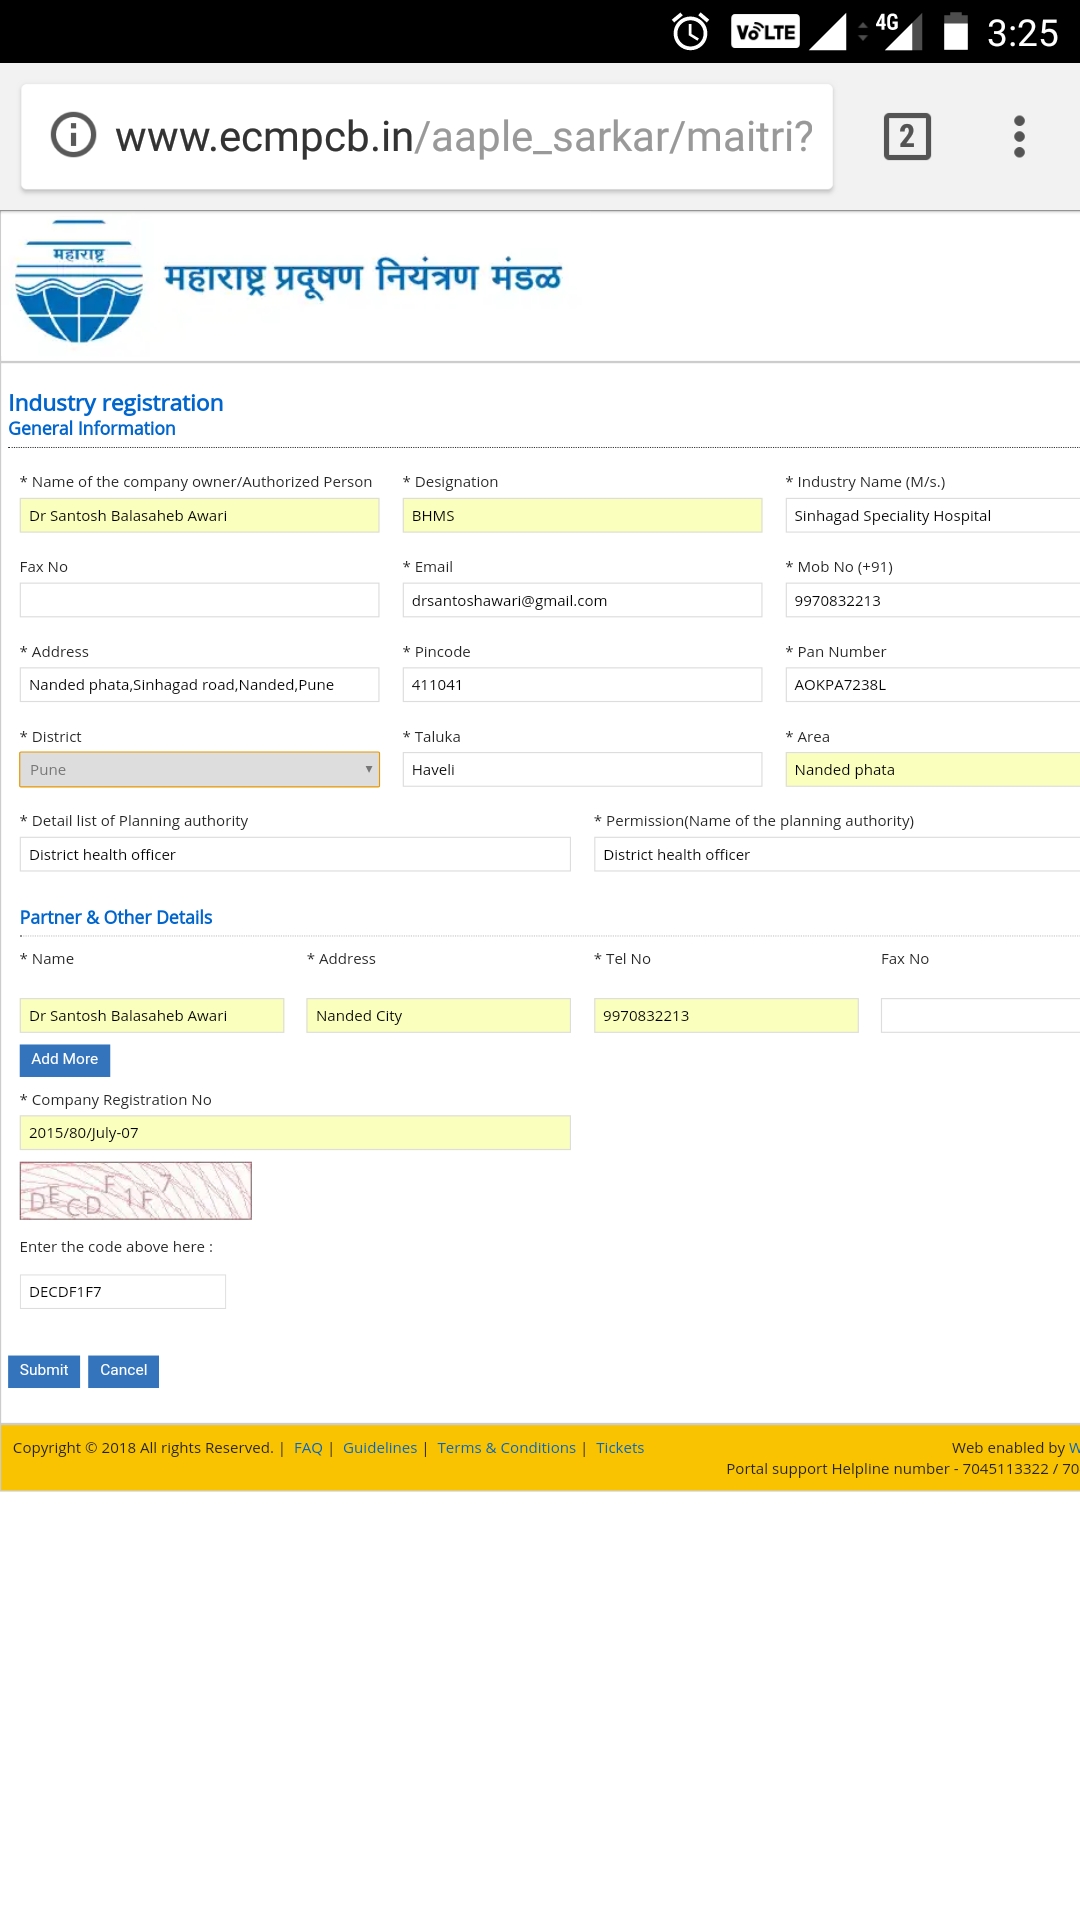 VoLTE 4G 3:25
www.ecmpcb.in/aaple_sarkar/maitri? 2
महाराष्ट्र
महाराष्ट्र प्रदूषण नियंत्रण मंडळ
Industry registration
General Information
* Name of the company owner/Authorized Person * Designation * Industry Name (M/s.)
Dr Santosh Balasaheb Awari BHMS Sinhagad Speciality Hospital
Fax No * Email * Mob No (+91)
drsantoshawari@gmail.com 9970832213
* Address * Pincode * Pan Number
Nanded phata,Sinhagad road,Nanded,Pune 411041 AOKPA7238L
* District * Taluka * Area
Pune Haveli Nanded phata
* Detail list of Planning authority * Permission(Name of the planning authority)
District health officer District health officer
Partner & Other Details
* Name * Address * Tel No Fax No
Dr Santosh Balasaheb Awari Nanded City 9970832213
Add More
* Company Registration No
2015/80/July-07
DECDF1F7
Enter the code above here :
DECDF1F7
Submit Cancel
Copyright © 2018 All rights Reserved. | FAQ | Guidelines | Terms & Conditions | Tickets Web enabled by W
Portal support Helpline number - 7045113322 / 70